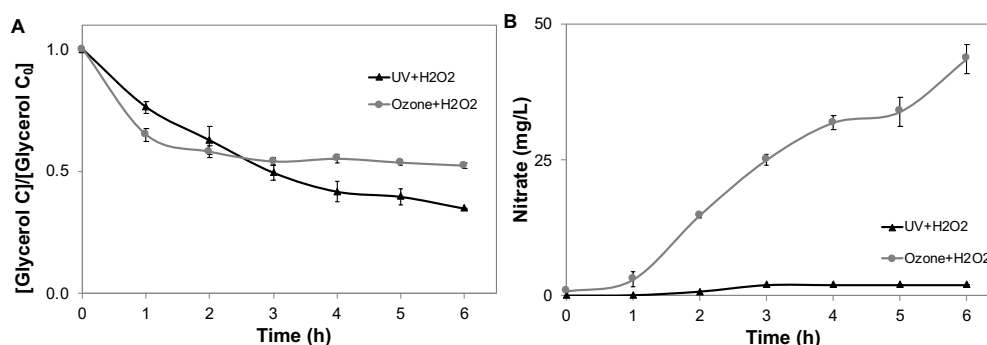 A
[Glycerol C]/[Glycerol C₀]
1.0
0.5
0.0
UV+H2O2
Ozone+H2O2
0 1 2 3 4 5 6
Time (h)
B
Nitrate (mg/L)
50
25
0
UV+H2O2
Ozone+H2O2
0 1 2 3 4 5 6
Time (h)